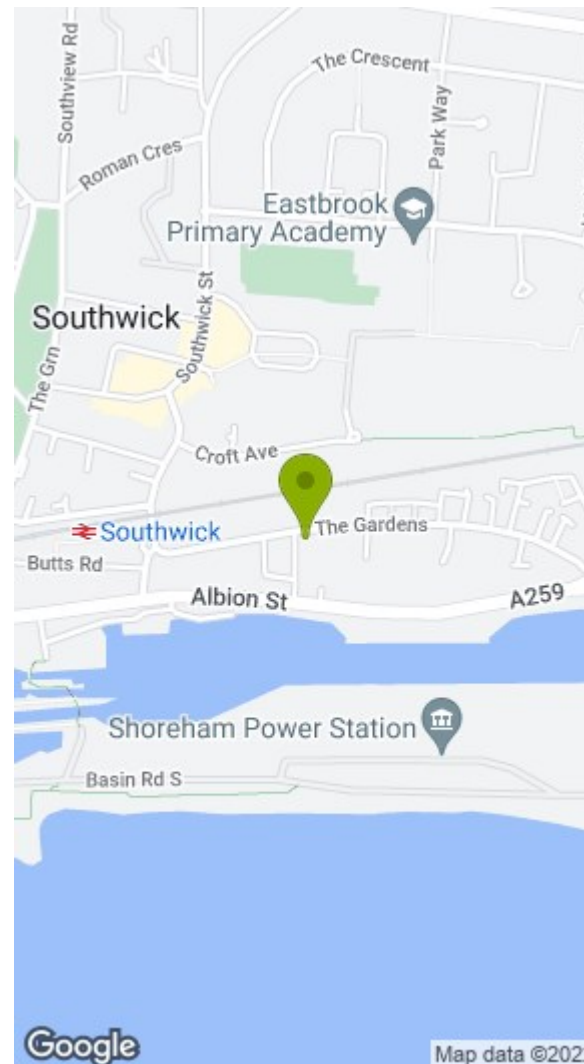 Southview Rd
The Crescent
Park Way
Roman Cres
Eastbrook
Primary Academy
Southwick St
Southwick
The Grn
Croft Ave
The Gardens
Southwick
Butts Rd
Albion St
A259
Shoreham Power Station
Basin Rd S
Google
Map data ©202